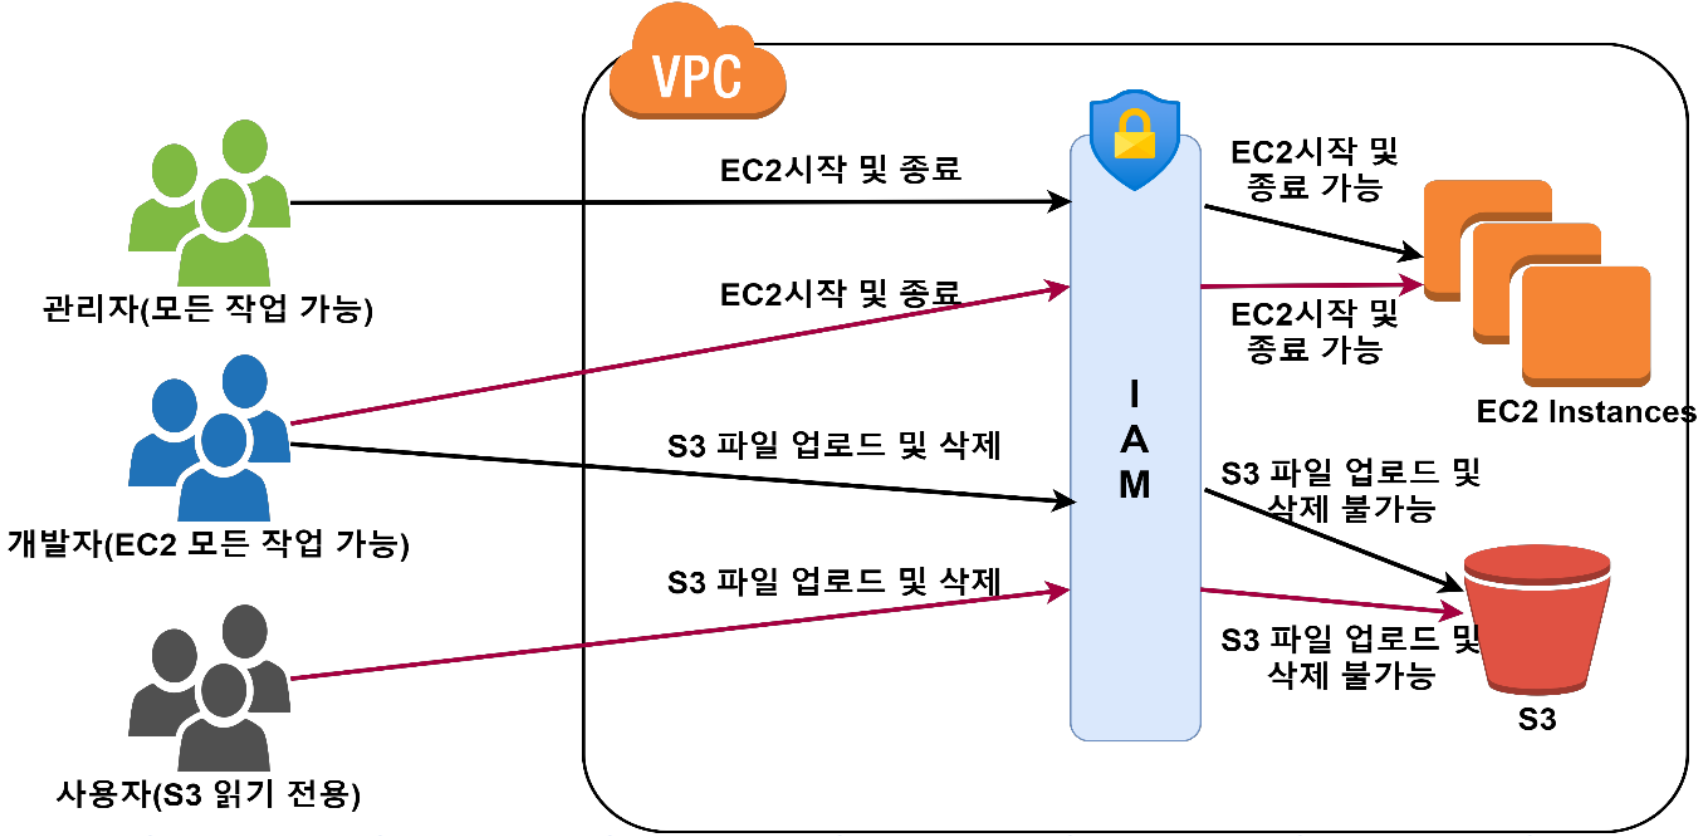 VPC
EC2시작 및 종료
EC2시작 및
종료 가능
관리자(모든 작업 가능)
EC2시작 및 종료
EC2시작 및
종료 가능
EC2 Instances
I
A
M
S3 파일 업로드 및 삭제
S3 파일 업로드 및
삭제 불가능
개발자(EC2 모든 작업 가능)
S3 파일 업로드 및 삭제
S3 파일 업로드 및
삭제 불가능
S3
사용자(S3 읽기 전용)